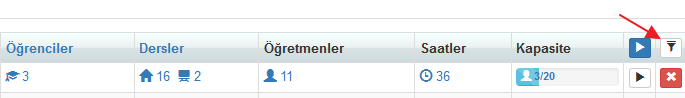 Öğrenciler Dersler Öğretmenler Saatler Kapasite
3 16 2 11 36 3/20